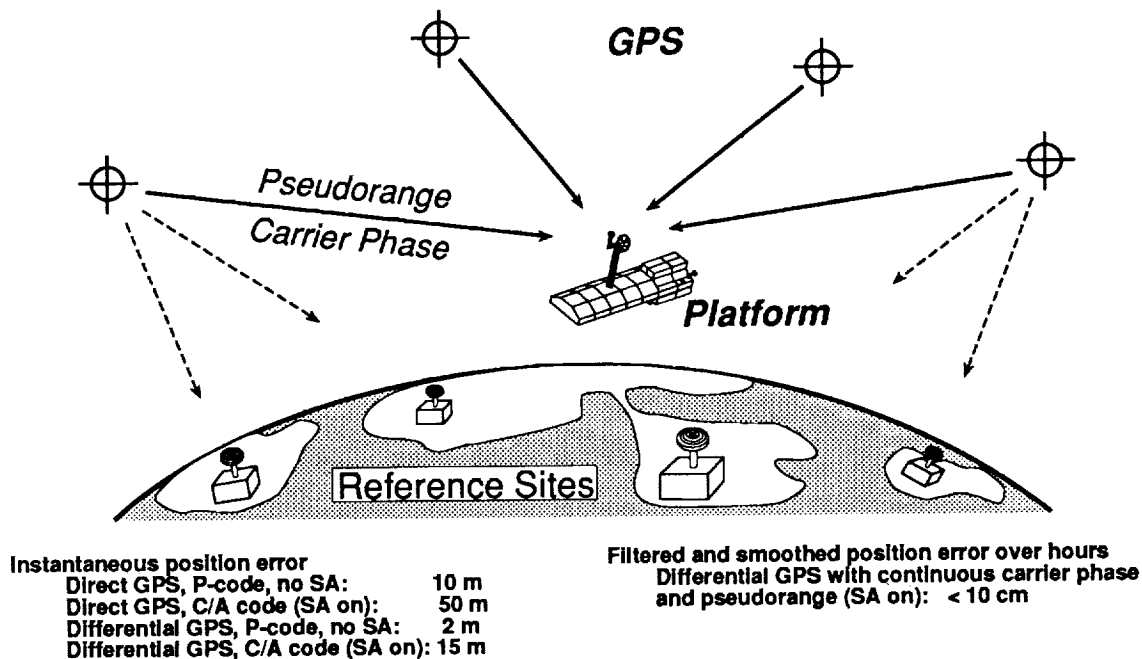 GPS
Pseudorange
Carrier Phase
Platform
Reference Sites
Instantaneous position error
Direct GPS, P-code, no SA: 10 m
Direct GPS, C/A code (SA on): 50 m
Differential GPS, P-code, no SA: 2 m
Differential GPS, C/A code (SA on): 15 m
Filtered and smoothed position error over hours
Differential GPS with continuous carrier phase
and pseudorange (SA on): < 10 cm